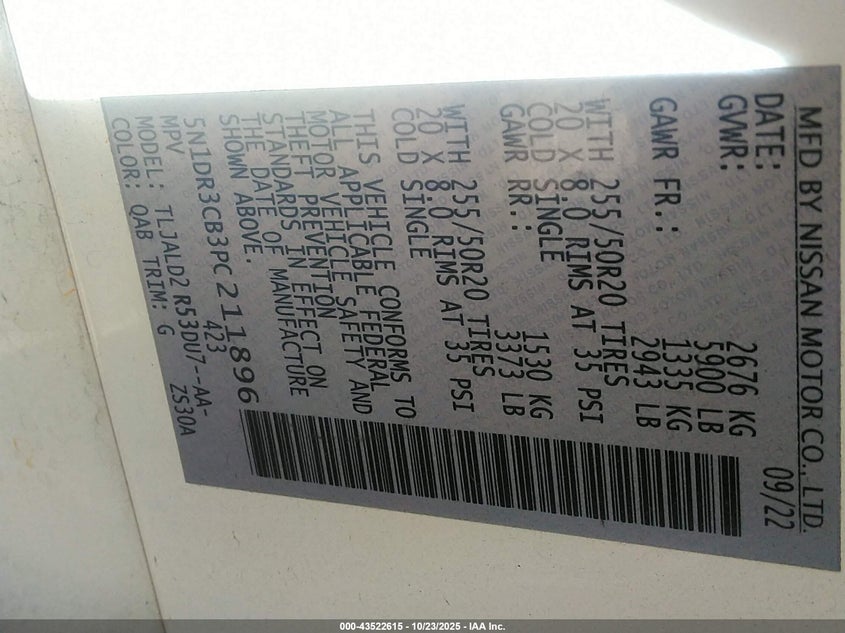 MFD BY NISSAN MOTOR CO., LTD.
DATE: 09/22
GVWR: 2676 KG
5900 LB
GAWR FR.: 1335 KG
2943 LB
WITH 255/50R20 TIRES
20 X 8.0 RIMS AT 35 PSI
COLD SINGLE
GAWR RR.: 1530 KG
3373 LB
WITH 255/50R20 TIRES
20 X 8.0 RIMS AT 35 PSI
COLD SINGLE
THIS VEHICLE CONFORMS TO
ALL APPLICABLE FEDERAL
MOTOR VEHICLE SAFETY AND
THEFT PREVENTION
STANDARDS IN EFFECT ON
THE DATE OF MANUFACTURE
SHOWN ABOVE.
5N1DR3CB3PC211896
MPV 423
MODEL: TLJALD2 R53DU7--AA-
COLOR: QAB TRIM: G ZS30A
000-43522615 - 10/23/2025 - IAA Inc.